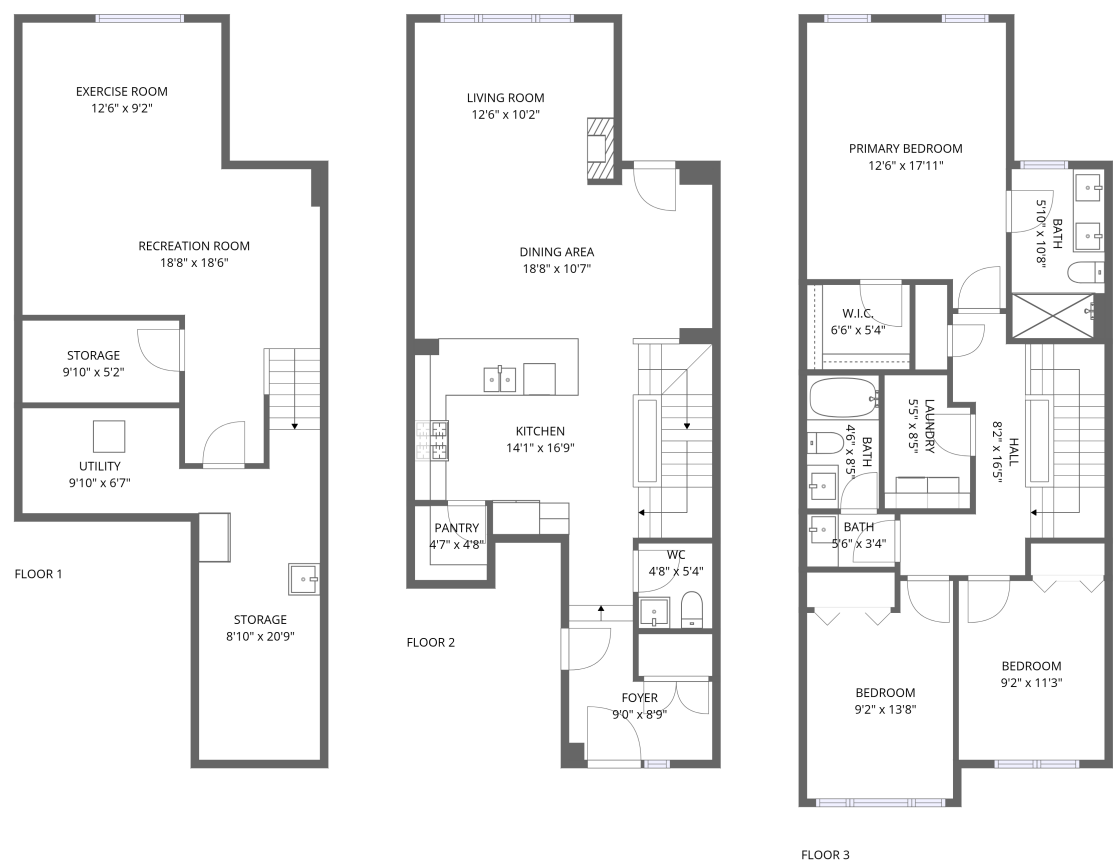 EXERCISE ROOM
12'6" x 9'2"
RECREATION ROOM
18'8" x 18'6"
STORAGE
9'10" x 5'2"
UTILITY
9'10" x 6'7"
FLOOR 1
STORAGE
8'10" x 20'9"
LIVING ROOM
12'6" x 10'2"
DINING AREA
18'8" x 10'7"
KITCHEN
14'1" x 16'9"
PANTRY
4'7" x 4'8"
WC
4'8" x 5'4"
FLOOR 2
FOYER
9'0" x 8'9"
PRIMARY BEDROOM
12'6" x 17'11"
BATH
5'10" x 10'8"
W.I.C.
6'6" x 5'4"
LAUNDRY
5'5" x 8'5"
BATH
4'6" x 8'5"
HALL
8'2" x 16'5"
BATH
5'6" x 3'4"
BEDROOM
9'2" x 11'3"
BEDROOM
9'2" x 13'8"
FLOOR 3